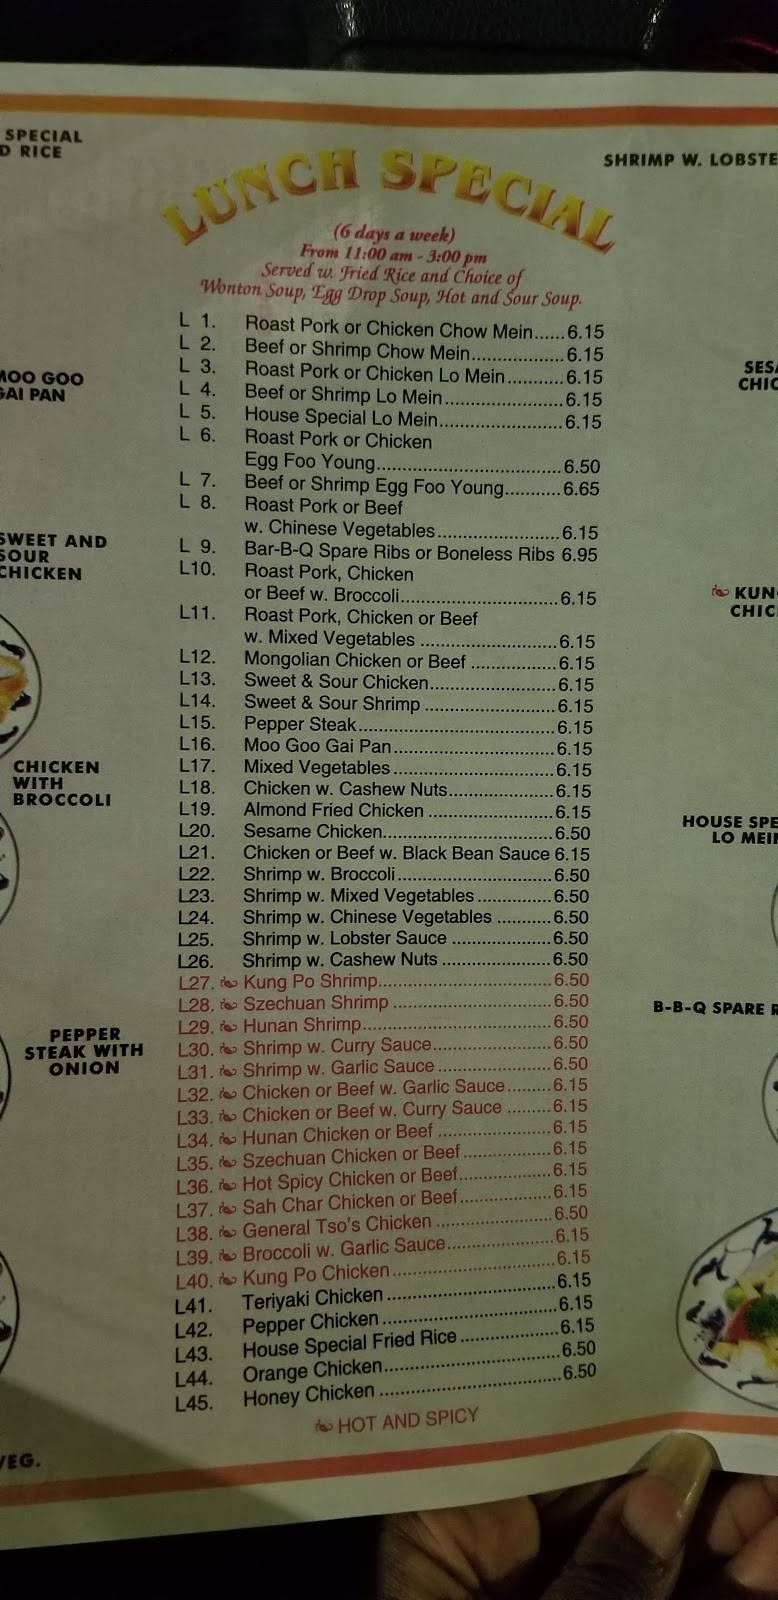 SPECIAL
D RICE
SHRIMP W. LOBSTE
LUNCH SPECIAL
(6 days a week)
From 11:00 am - 3:00 pm
Served w. Fried Rice and Choice of
Wonton Soup, Egg Drop Soup, Hot and Sour Soup.
L 1. Roast Pork or Chicken Chow Mein......6.15
L 2. Beef or Shrimp Chow Mein.................6.15
L 3. Roast Pork or Chicken Lo Mein...........6.15
L 4. Beef or Shrimp Lo Mein.......................6.15
L 5. House Special Lo Mein........................6.15
L 6. Roast Pork or Chicken
Egg Foo Young.....................................6.50
L 7. Beef or Shrimp Egg Foo Young...........6.65
L 8. Roast Pork or Beef
w. Chinese Vegetables........................6.15
L 9. Bar-B-Q Spare Ribs or Boneless Ribs 6.95
L10. Roast Pork, Chicken
or Beef w. Broccoli...............................6.15
L11. Roast Pork, Chicken or Beef
w. Mixed Vegetables ...........................6.15
L12. Mongolian Chicken or Beef .................6.15
L13. Sweet & Sour Chicken.........................6.15
L14. Sweet & Sour Shrimp ..........................6.15
L15. Pepper Steak.......................................6.15
L16. Moo Goo Gai Pan................................6.15
L17. Mixed Vegetables................................6.15
L18. Chicken w. Cashew Nuts.....................6.15
L19. Almond Fried Chicken .........................6.15
L20. Sesame Chicken..................................6.50
L21. Chicken or Beef w. Black Bean Sauce 6.15
L22. Shrimp w. Broccoli...............................6.50
L23. Shrimp w. Mixed Vegetables ...............6.50
L24. Shrimp w. Chinese Vegetables ...........6.50
L25. Shrimp w. Lobster Sauce ....................6.50
L26. Shrimp w. Cashew Nuts ......................6.50
L27. Kung Po Shrimp...................................6.50
L28. Szechuan Shrimp ................................6.50
L29. Hunan Shrimp......................................6.50
L30. Shrimp w. Curry Sauce........................6.50
L31. Shrimp w. Garlic Sauce .......................6.50
L32. Chicken or Beef w. Garlic Sauce.........6.15
L33. Chicken or Beef w. Curry Sauce .........6.15
L34. Hunan Chicken or Beef .......................6.15
L35. Szechuan Chicken or Beef..................6.15
L36. Hot Spicy Chicken or Beef...................6.15
L37. Sah Char Chicken or Beef...................6.15
L38. General Tso's Chicken ........................6.50
L39. Broccoli w. Garlic Sauce......................6.15
L40. Kung Po Chicken.................................6.15
L41. Teriyaki Chicken ..................................6.15
L42. Pepper Chicken ...................................6.15
L43. House Special Fried Rice ....................6.15
L44. Orange Chicken...................................6.50
L45. Honey Chicken ....................................6.50
HOT AND SPICY
MOO GOO
GAI PAN
SWEET AND
SOUR
CHICKEN
CHICKEN
WITH
BROCCOLI
PEPPER
STEAK WITH
ONION
VEG.
SESA
CHIC
KUN
CHIC
HOUSE SPE
LO MEIN
B-B-Q SPARE R